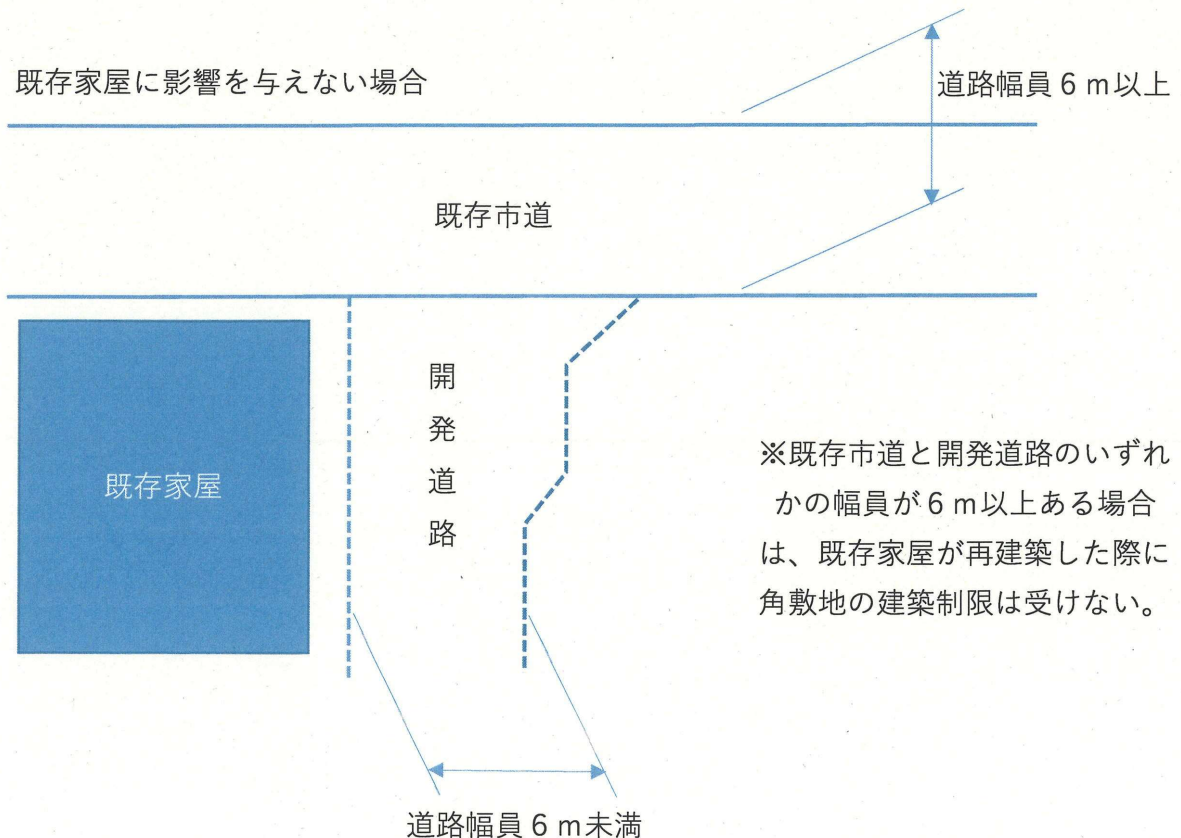 既存家屋に影響を与えない場合
道路幅員6m以上
既存市道
開発道路
既存家屋
※既存市道と開発道路のいずれ
かの幅員が6m以上ある場合
は、既存家屋が再建築した際に
角敷地の建築制限は受けない。
道路幅員6m未満